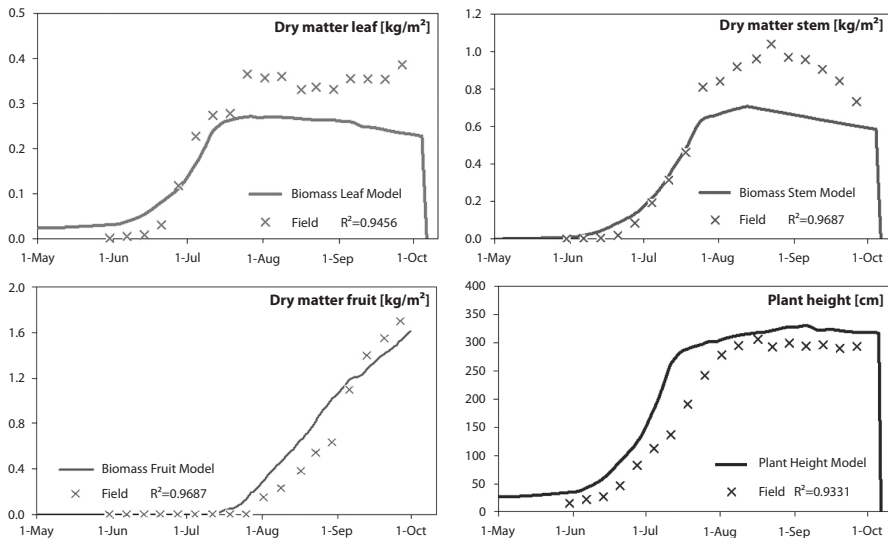 Dry matter leaf [kg/m²]
0.5
0.4
0.3
0.2
0.1
0.0
Biomass Leaf Model
Field R²=0.9456
1-May 1-Jun 1-Jul 1-Aug 1-Sep 1-Oct
Dry matter stem [kg/m²]
1.2
1.0
0.8
0.6
0.4
0.2
0.0
Biomass Stem Model
Field R²=0.9687
1-May 1-Jun 1-Jul 1-Aug 1-Sep 1-Oct
Dry matter fruit [kg/m²]
2.0
1.6
1.2
0.8
0.4
0.0
Biomass Fruit Model
Field R²=0.9687
1-May 1-Jun 1-Jul 1-Aug 1-Sep 1-Oct
Plant height [cm]
400
350
300
250
200
150
100
50
0
Plant Height Model
Field R²=0.9331
1-May 1-Jun 1-Jul 1-Aug 1-Sep 1-Oct